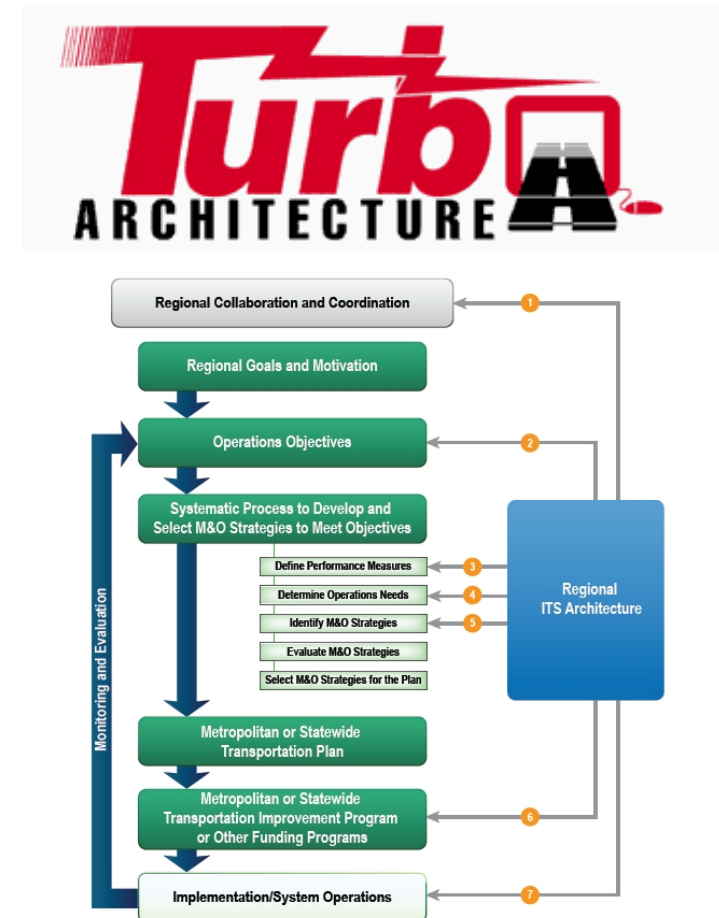 Turbo
ARCHITECTURE
Regional Collaboration and Coordination
1
Regional Goals and Motivation
Operations Objectives
2
Systematic Process to Develop and
Select M&O Strategies to Meet Objectives
Define Performance Measures
3
Determine Operations Needs
4
Identify M&O Strategies
5
Evaluate M&O Strategies
Select M&O Strategies for the Plan
Regional
ITS Architecture
Monitoring and Evaluation
Metropolitan or Statewide
Transportation Plan
Metropolitan or Statewide
Transportation Improvement Program
or Other Funding Programs
6
Implementation/System Operations
7